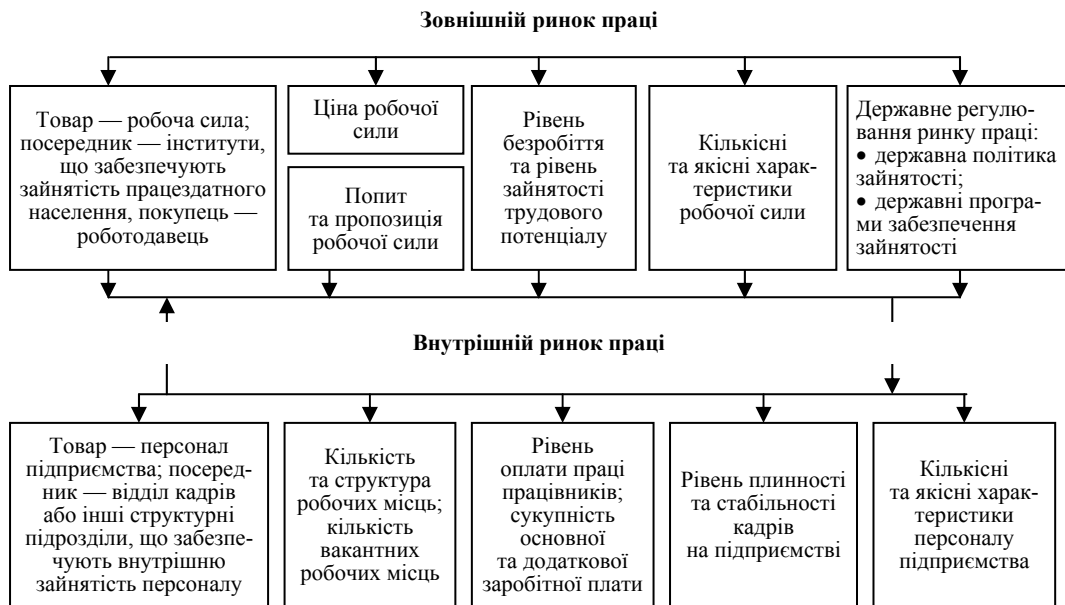 Зовнішній ринок праці
Товар — робоча сила;
посередник — інститути,
що забезпечують
зайнятість працездатного
населення, покупець —
роботодавець
Ціна робочої
сили
Попит
та пропозиція
робочої сили
Рівень
безробіття
та рівень
зайнятості
трудового
потенціалу
Кількісні
та якісні харак-
теристики
робочої сили
Державне регулю-
вання ринку праці:
• державна політика
зайнятості;
• державні програ-
ми забезпечення
зайнятості
Внутрішній ринок праці
Товар — персонал
підприємства; посеред-
ник — відділ кадрів
або інші структурні
підрозділи, що забезпе-
чують внутрішню
зайнятість персоналу
Кількість
та структура
робочих місць;
кількість
вакантних
робочих місць
Рівень
оплати праці
працівників;
сукупність
основної
та додаткової
заробітної плати
Рівень плинності
та стабільності
кадрів
на підприємстві
Кількісні
та якісні харак-
теристики
персоналу
підприємства